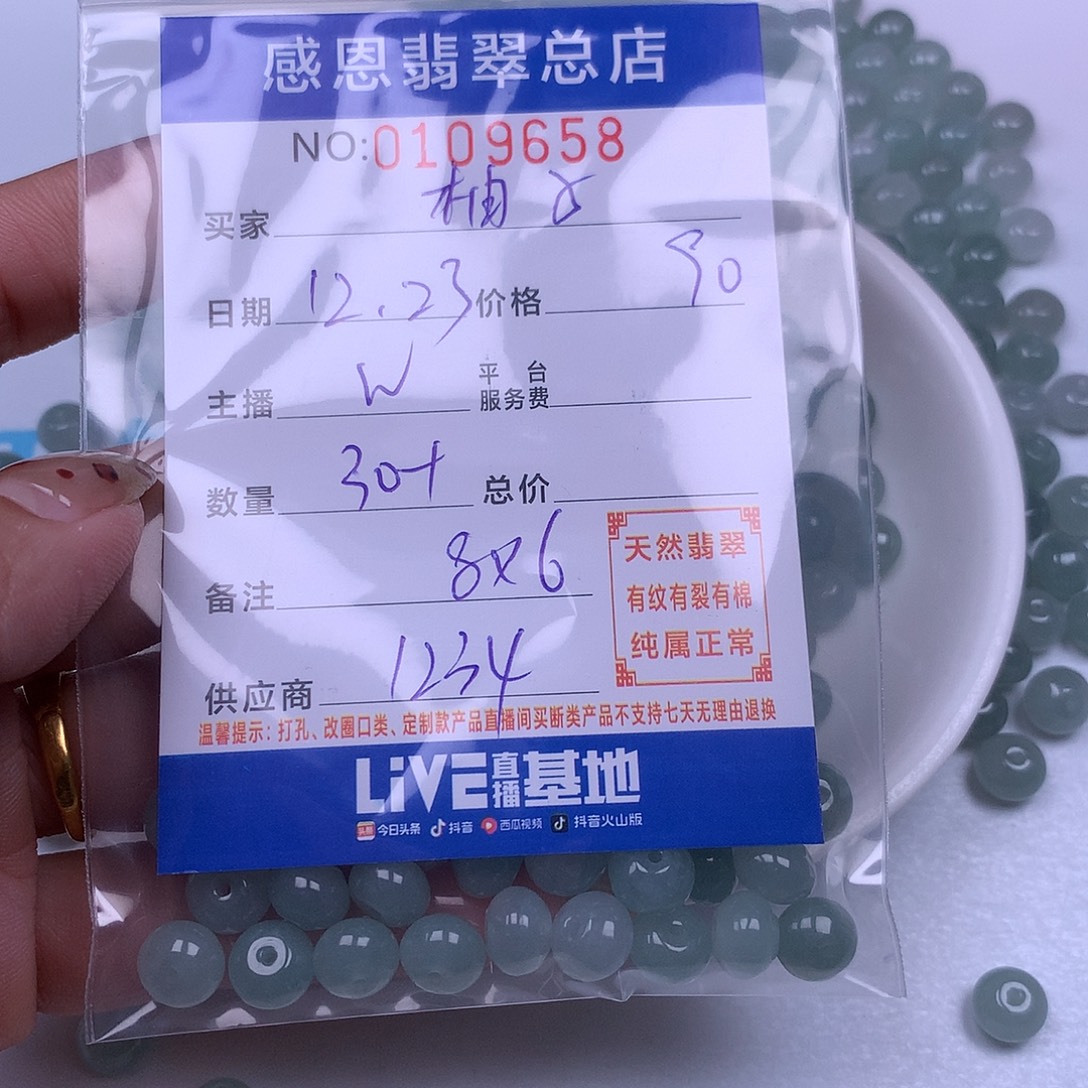 感恩翡翠总店
NO:0109658
买家 柚
日期 12.23 价格 90
主播 W 平台服务费
数量 30+ 总价
备注 8x6
供应商 1234
天然翡翠
有纹有裂有棉
纯属正常
温馨提示：打孔、改圈口类、定制款产品直播间买断类产品不支持七天无理由退换
LiVE直播基地
头条 今日头条 抖音 西瓜视频 抖音火山版